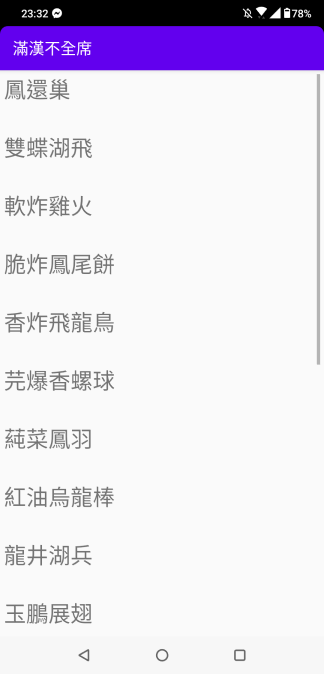 23:32
78%
滿漢不全席
鳳還巢
雙蝶湖飛
軟炸雞火
脆炸鳳尾餅
香炸飛龍鳥
芫爆香螺球
蒓菜鳳羽
紅油烏龍棒
龍井湖兵
玉鵬展翅